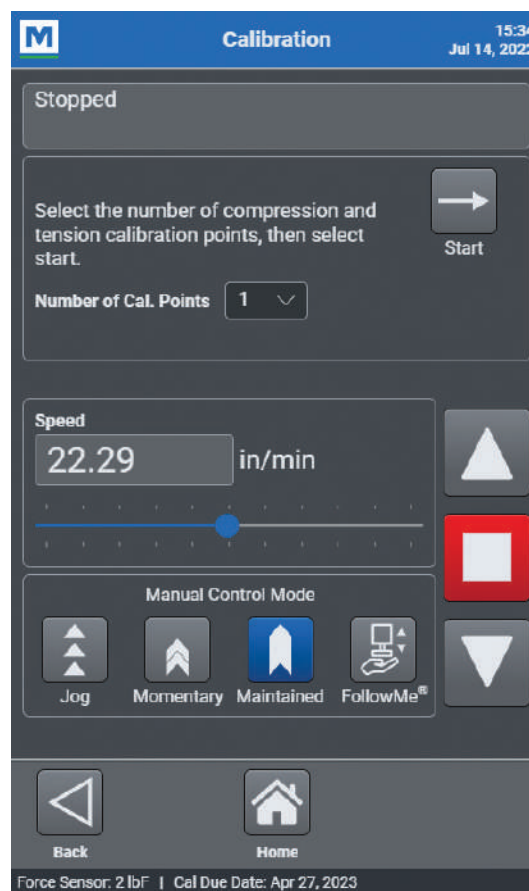 M
Calibration
15:34
Jul 14, 2022
Stopped
Select the number of compression and
tension calibration points, then select
start.
Start
Number of Cal. Points 1
Speed
22.29 in/min
Manual Control Mode
Jog Momentary Maintained FollowMe®
Back Home
Force Sensor: 2 lbF | Cal Due Date: Apr 27, 2023